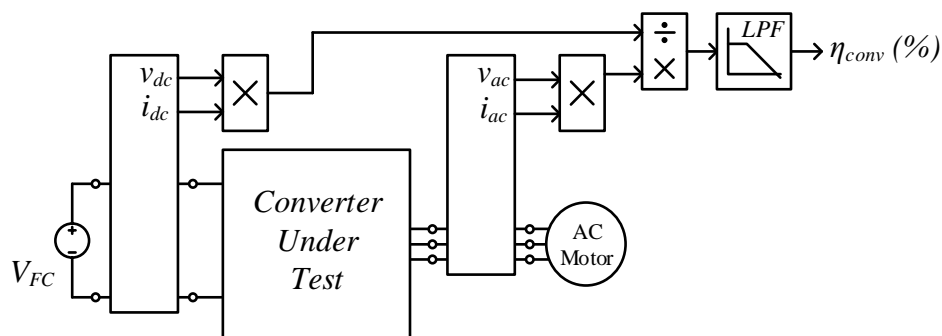 ÷
×
LPF
η_conv (%)
v_dc
i_dc
×
v_ac
i_ac
×
V_FC
+
−
Converter
Under
Test
AC
Motor